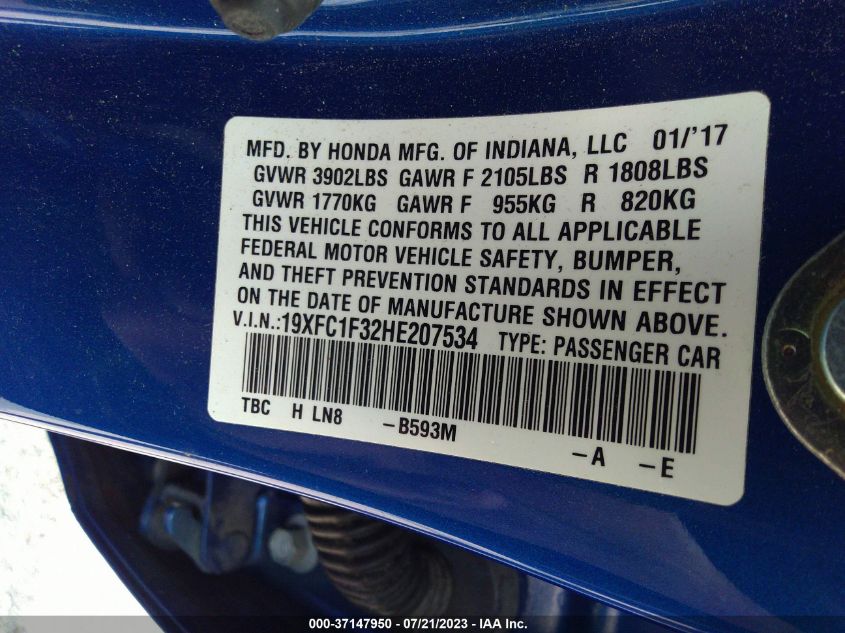 MFD. BY HONDA MFG. OF INDIANA, LLC 01/'17
GVWR 3902LBS GAWR F 2105LBS R 1808LBS
GVWR 1770KG GAWR F 955KG R 820KG
THIS VEHICLE CONFORMS TO ALL APPLICABLE
FEDERAL MOTOR VEHICLE SAFETY, BUMPER,
AND THEFT PREVENTION STANDARDS IN EFFECT
ON THE DATE OF MANUFACTURE SHOWN ABOVE.
V.I.N.:19XFC1F32HE207534 TYPE: PASSENGER CAR
TBC H LN8 -B593M
-A -E
000-37147950 / 07/21/2023 - IAA Inc.